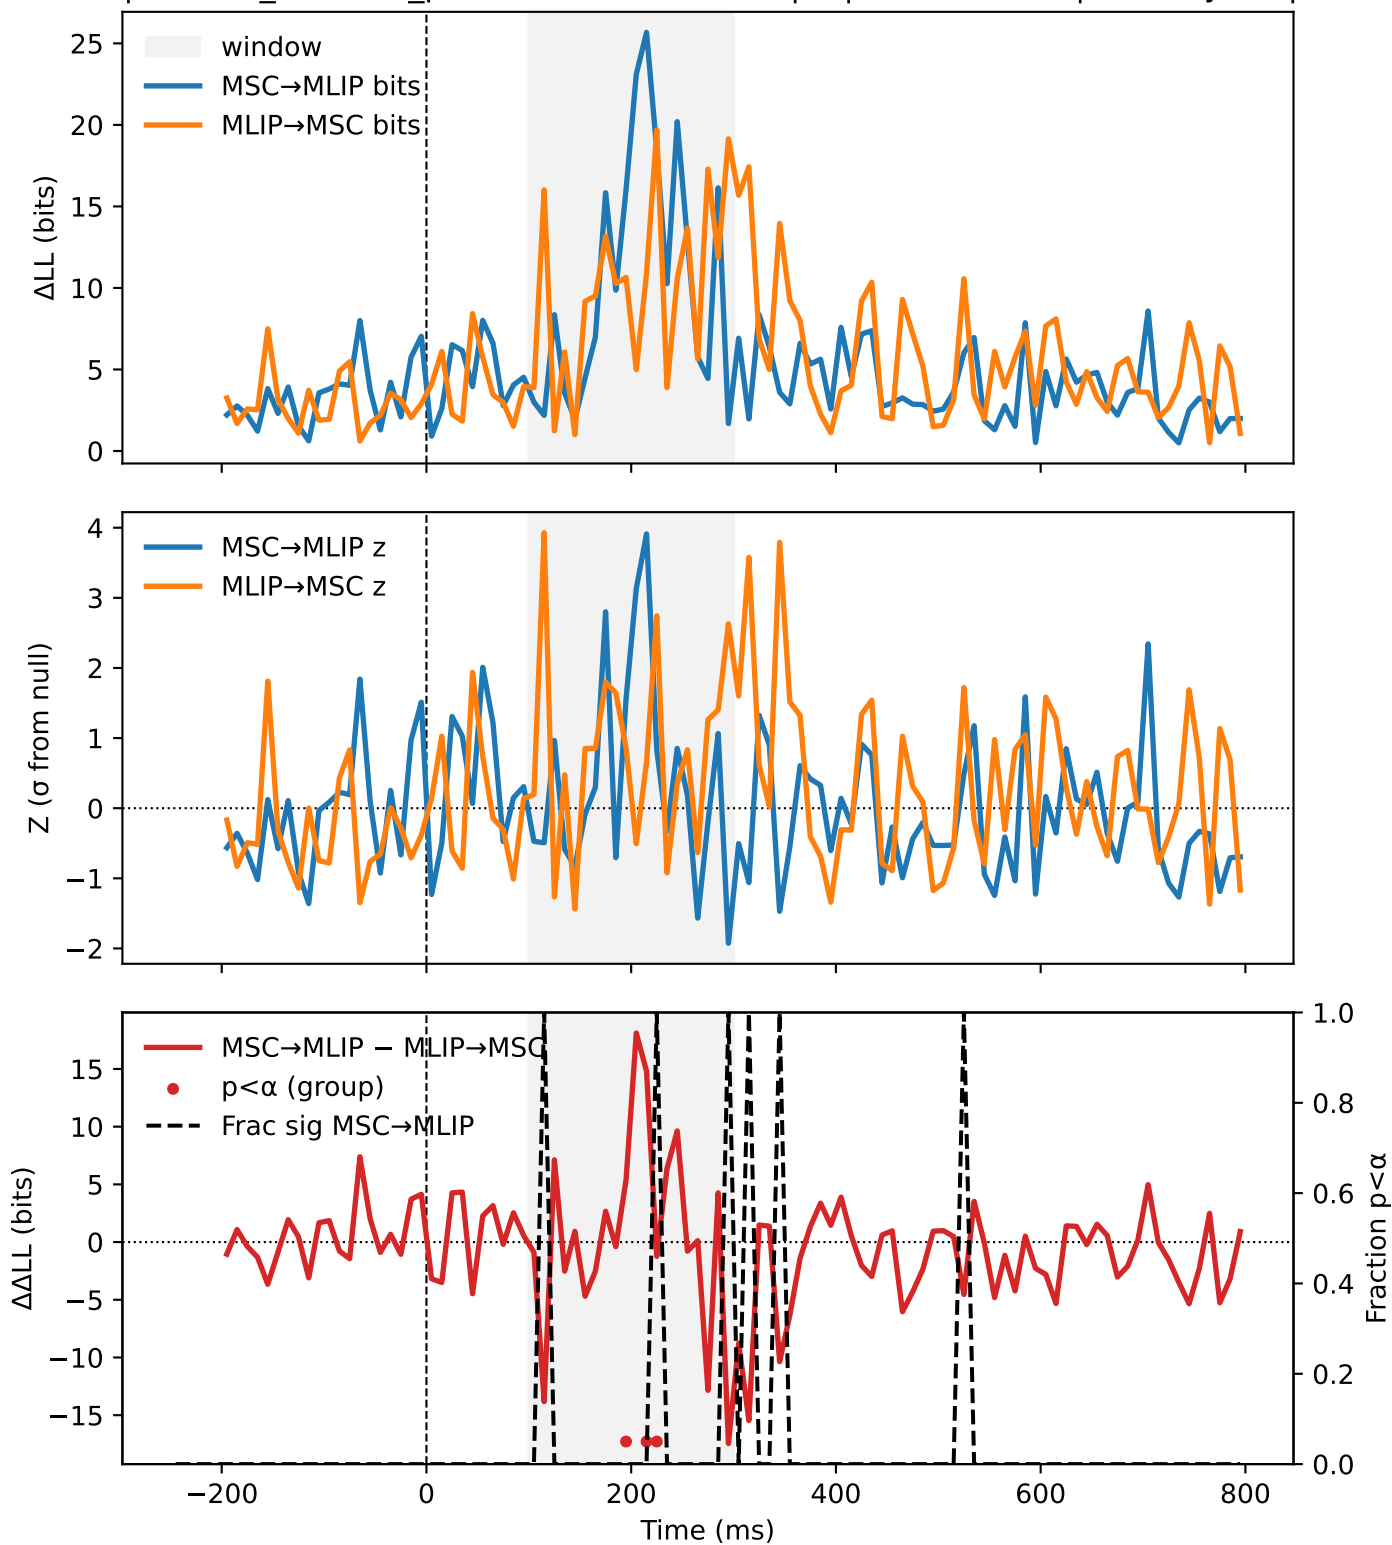 window
MSC→MLIP bits
MLIP→MSC bits
ΔLL (bits)
25
20
15
10
5
0
MSC→MLIP z
MLIP→MSC z
Z (σ from null)
4
3
2
1
0
−1
−2
MSC→MLIP − MLIP→MSC
p<α (group)
Frac sig MSC→MLIP
ΔΔLL (bits)
15
10
5
0
−5
−10
−15
1.0
0.8
0.6
0.4
0.2
0.0
Fraction p<α
−200
0
200
400
600
800
Time (ms)